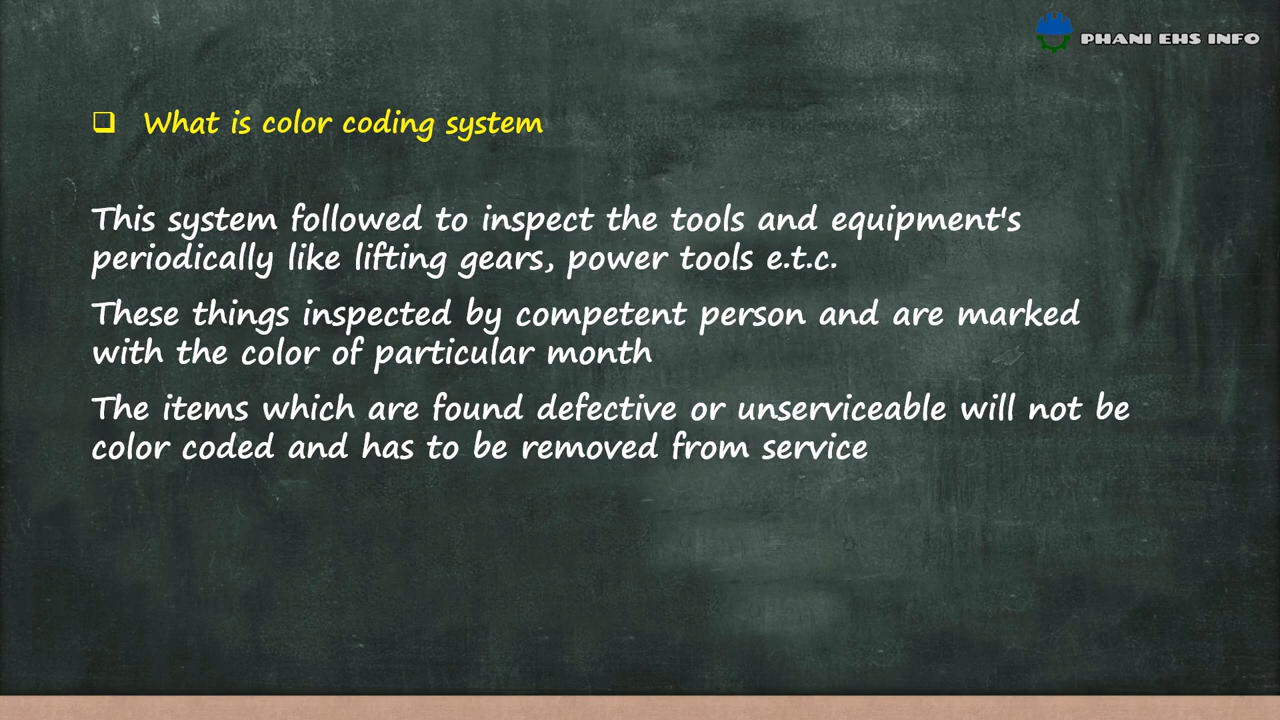 PHANI EHS INFO
❑ What is color coding system
This system followed to inspect the tools and equipment's
periodically like lifting gears, power tools e.t.c.
These things inspected by competent person and are marked
with the color of particular month
The items which are found defective or unserviceable will not be
color coded and has to be removed from service